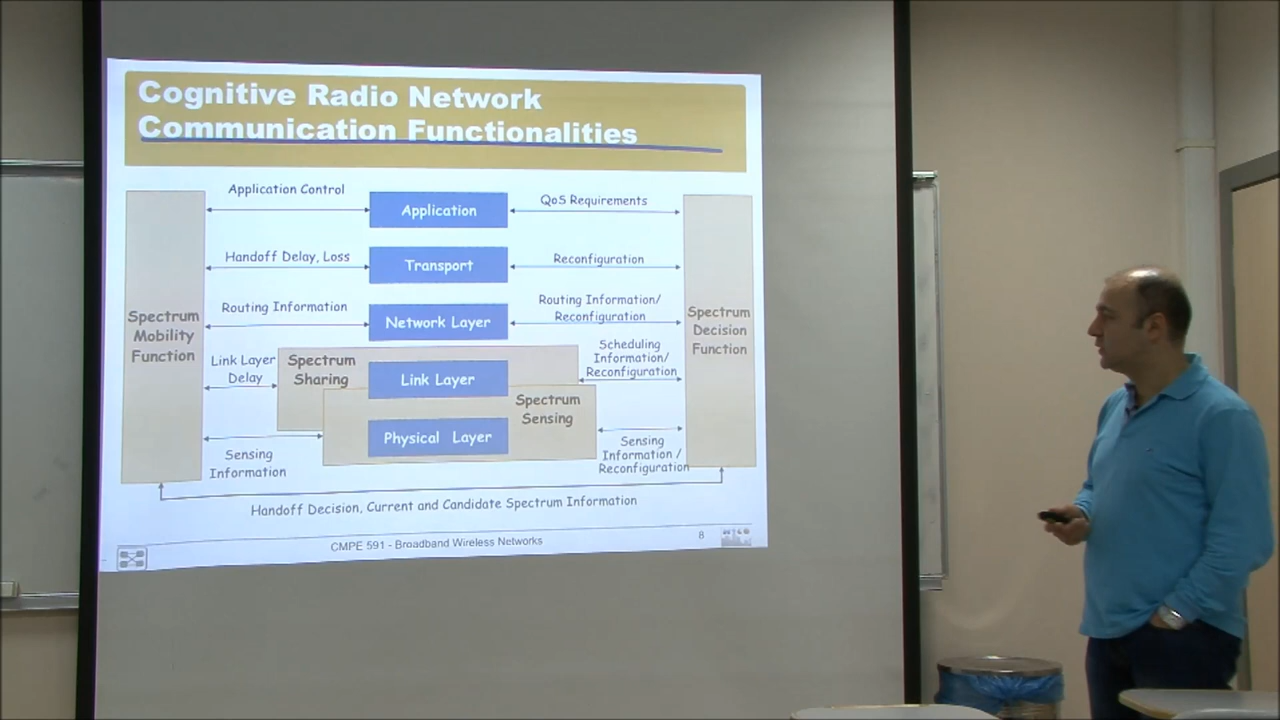 Cognitive Radio Network
Communication Functionalities
Application Control
Application
QoS Requirements
Handoff Delay, Loss
Transport
Reconfiguration
Routing Information
Network Layer
Routing Information/
Reconfiguration
Spectrum
Mobility
Function
Spectrum
Decision
Function
Link Layer
Delay
Spectrum
Sharing
Link Layer
Scheduling
Information/
Reconfiguration
Spectrum
Sensing
Physical Layer
Sensing
Information
Sensing
Information /
Reconfiguration
Handoff Decision, Current and Candidate Spectrum Information
CMPE 591 - Broadband Wireless Networks
8